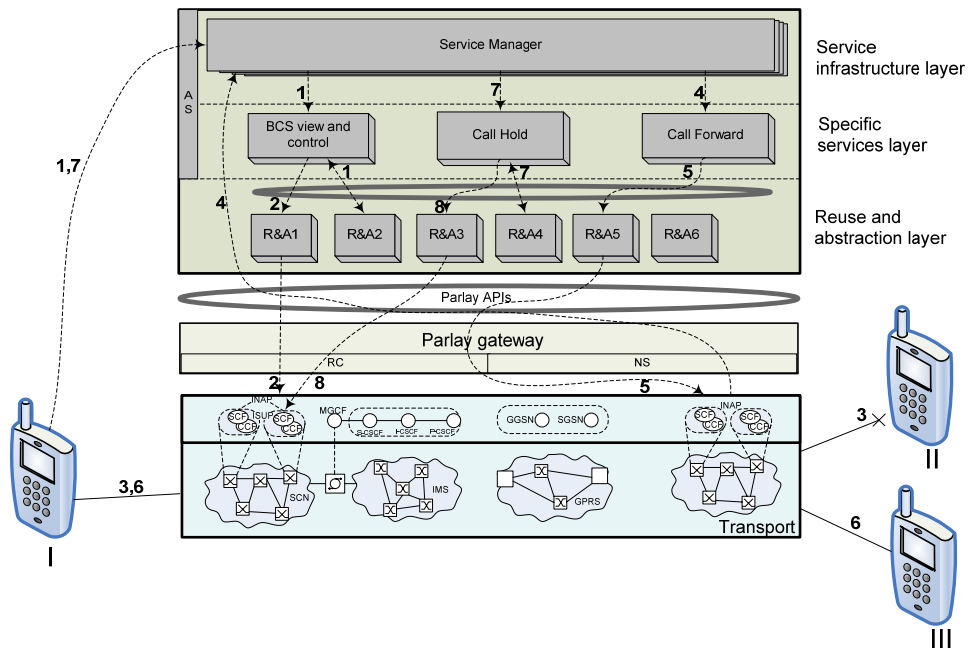 Service Manager
Service
infrastructure layer
A
S
1
7
4
BCS view and
control
Call Hold
Call Forward
Specific
services layer
1,7
1
7
5
4
2
8
R&A1
R&A2
R&A3
R&A4
R&A5
R&A6
Reuse and
abstraction layer
Parlay APIs
Parlay gateway
RC
NS
2
8
5
INAP
SCF
CCF
ISUP
SCF
CCF
MGCF
S-CSCF
I-CSCF
P-CSCF
GGSN
SGSN
INAP
SCF
CCF
SCF
CCF
3
II
SCN
IMS
GPRS
3,6
Transport
6
I
III